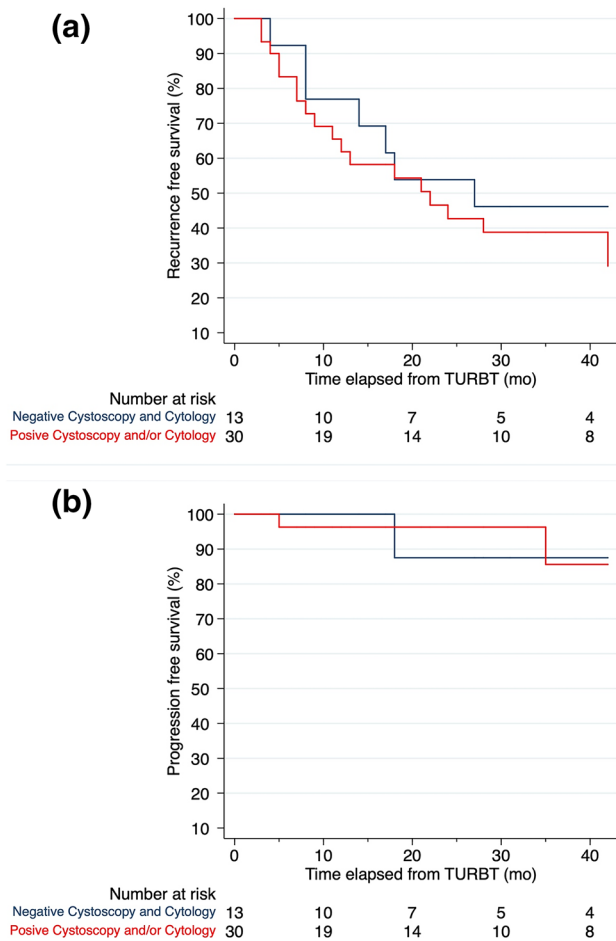 (a)
100
90
80
70
60
50
40
30
20
10
Recurrence free survival (%)
0 10 20 30 40
Time elapsed from TURBT (mo)
Number at risk
Negative Cystoscopy and Cytology 13 10 7 5 4
Posive Cystoscopy and/or Cytology 30 19 14 10 8
(b)
100
90
80
70
60
50
40
30
20
10
Progression free survival (%)
0 10 20 30 40
Time elapsed from TURBT (mo)
Number at risk
Negative Cystoscopy and Cytology 13 10 7 5 4
Posive Cystoscopy and/or Cytology 30 19 14 10 8